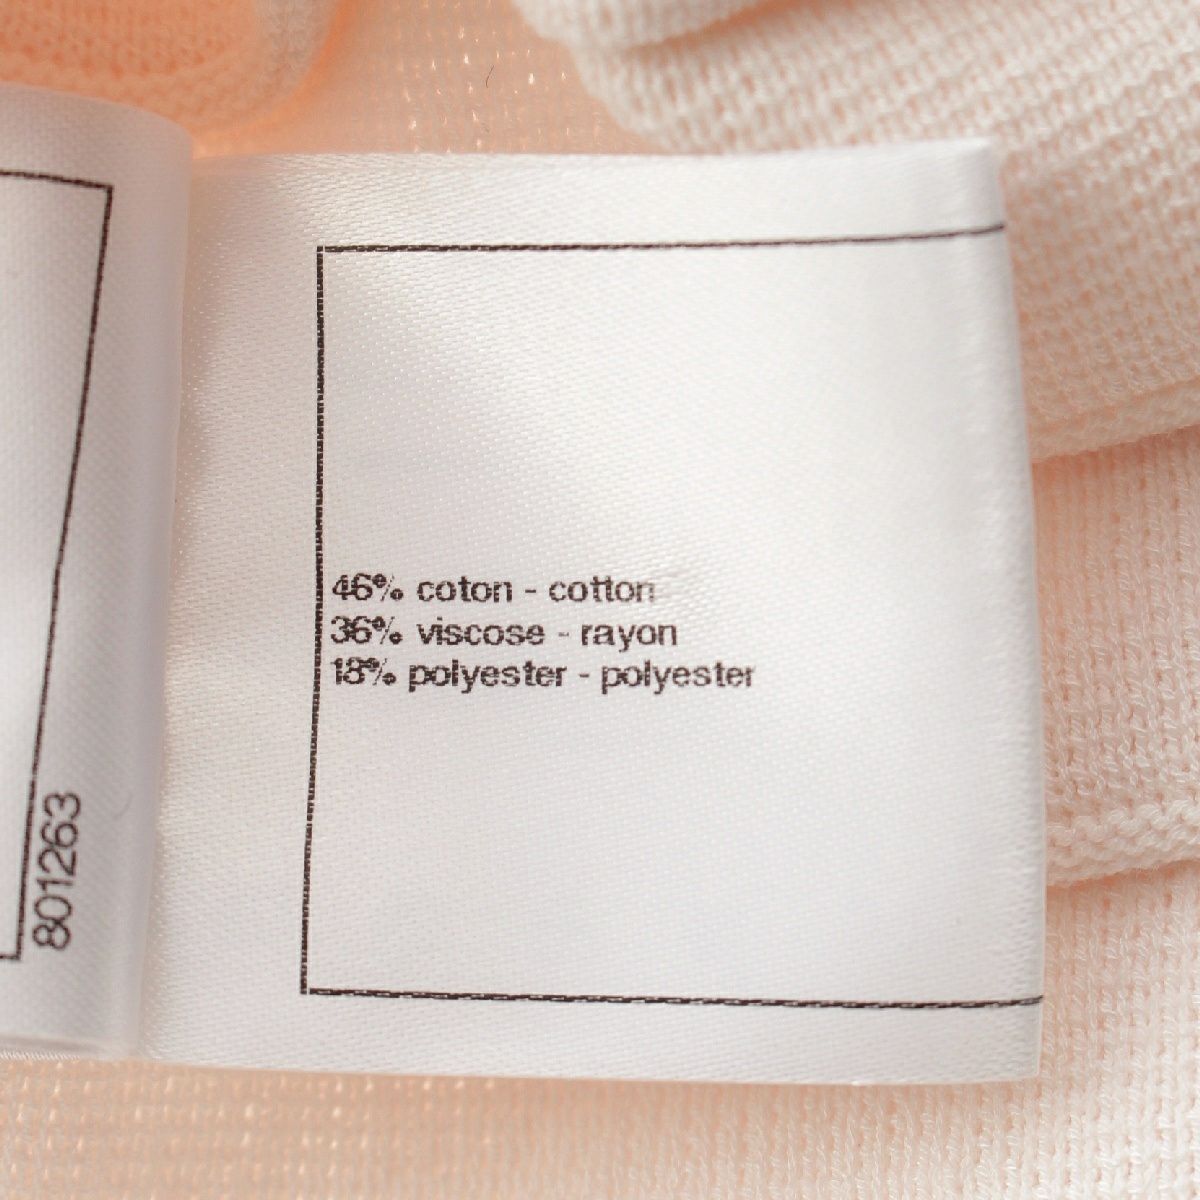 46% coton - cotton
36% viscose - rayon
18% polyester - polyester
801263